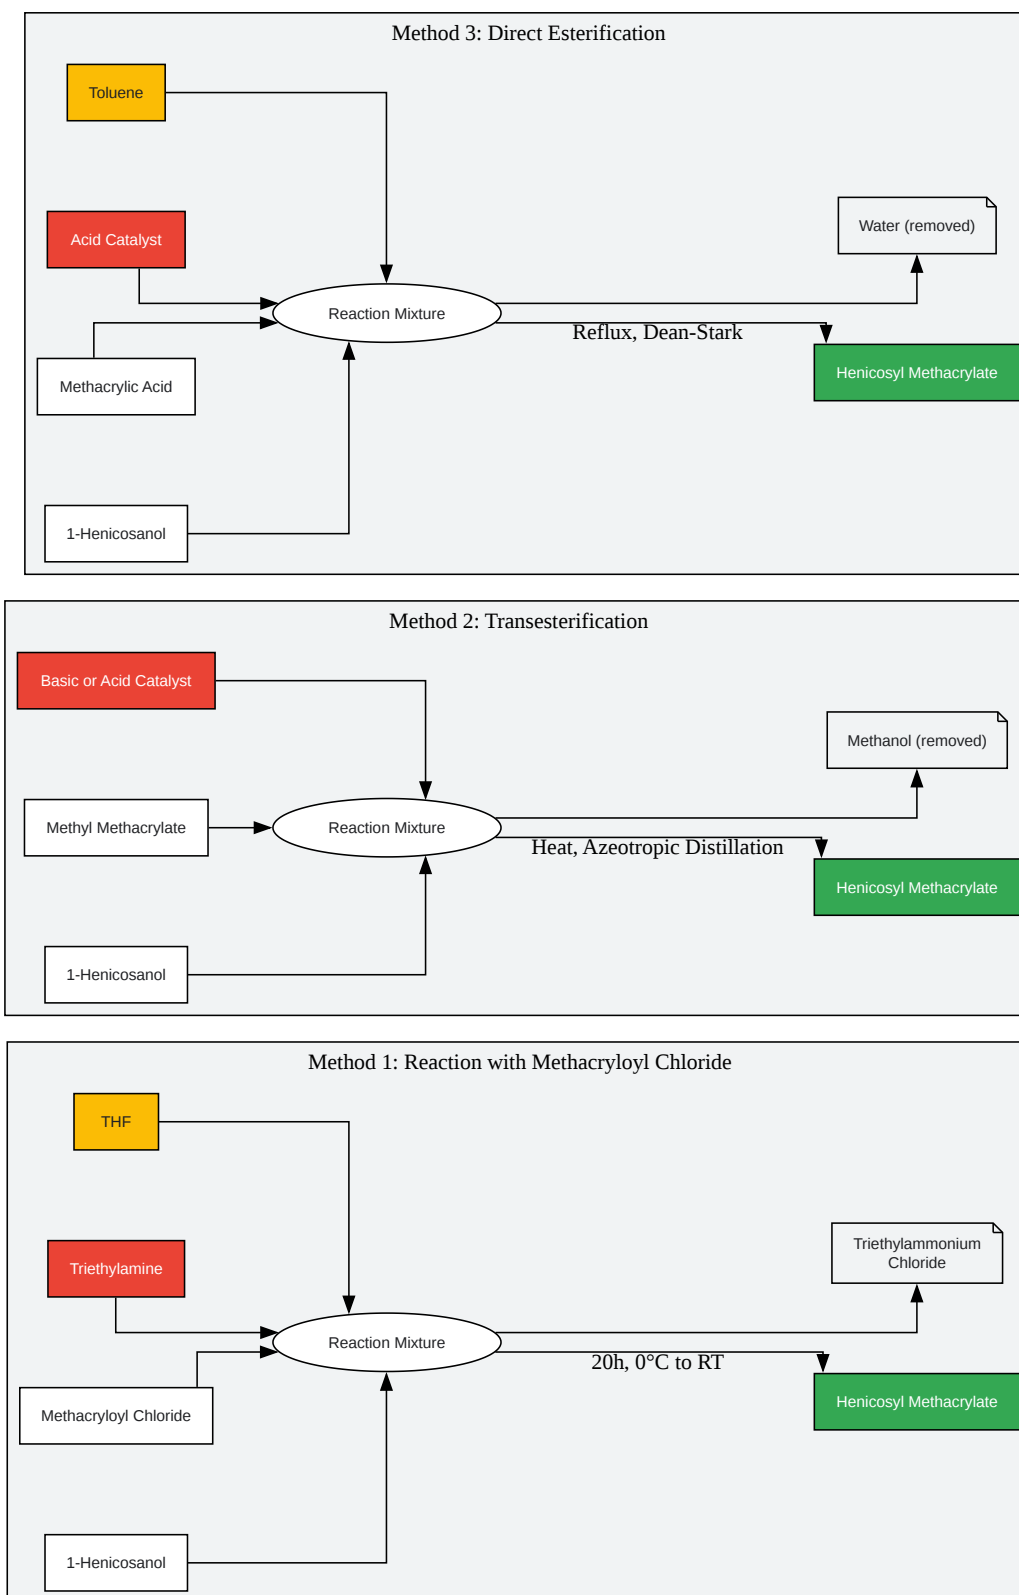 Method 3: Direct Esterification
Toluene
Acid Catalyst
Water (removed)
Reaction Mixture
Reflux, Dean-Stark
Methacrylic Acid
Henicosyl Methacrylate
1-Henicosanol
Method 2: Transesterification
Basic or Acid Catalyst
Methanol (removed)
Methyl Methacrylate
Reaction Mixture
Heat, Azeotropic Distillation
Henicosyl Methacrylate
1-Henicosanol
Method 1: Reaction with Methacryloyl Chloride
THF
Triethylamine
Triethylammonium
Chloride
Reaction Mixture
20h, 0°C to RT
Methacryloyl Chloride
Henicosyl Methacrylate
1-Henicosanol